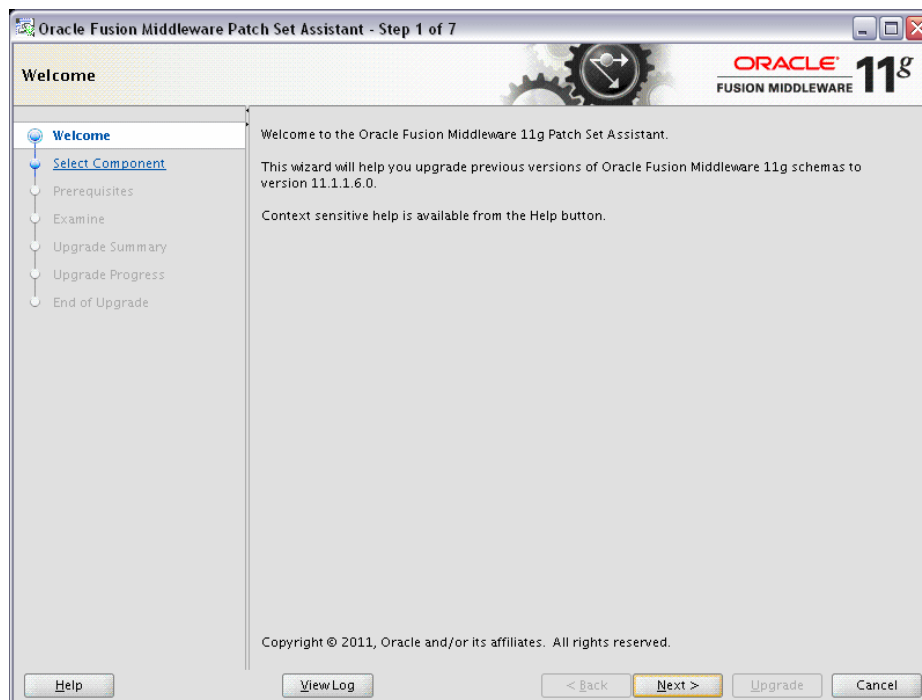 Oracle Fusion Middleware Patch Set Assistant - Step 1 of 7
Welcome
ORACLE
FUSION MIDDLEWARE 11g
Welcome
Select Component
Prerequisites
Examine
Upgrade Summary
Upgrade Progress
End of Upgrade
Welcome to the Oracle Fusion Middleware 11g Patch Set Assistant.
This wizard will help you upgrade previous versions of Oracle Fusion Middleware 11g schemas to
version 11.1.1.6.0.
Context sensitive help is available from the Help button.
Copyright © 2011, Oracle and/or its affiliates. All rights reserved.
Help View Log < Back Next > Upgrade Cancel